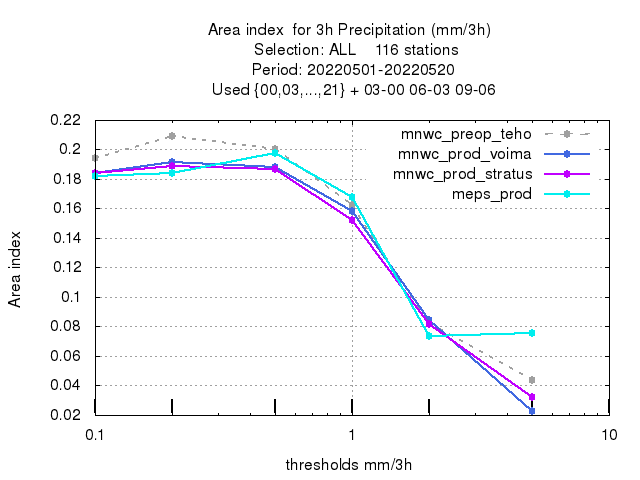 Area index  for 3h Precipitation (mm/3h)
Selection: ALL    116 stations
Period: 20220501-20220520
Used {00,03,...,21} + 03-00 06-03 09-06
mnwc_preop_teho
mnwc_prod_voima
mnwc_prod_stratus
meps_prod
Area index
0.22
0.2
0.18
0.16
0.14
0.12
0.1
0.08
0.06
0.04
0.02
0.1
1
10
thresholds mm/3h